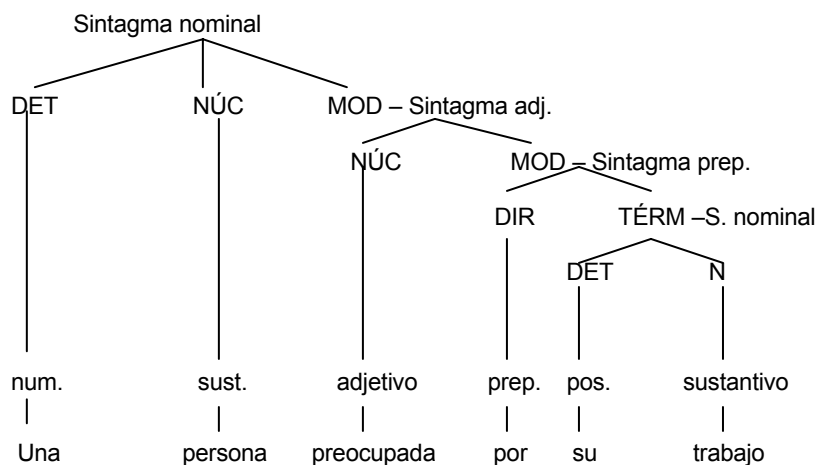 Sintagma nominal
DET NÚC MOD – Sintagma adj.
NÚC MOD – Sintagma prep.
DIR TÉRM –S. nominal
DET N
num. sust. adjetivo prep. pos. sustantivo
Una persona preocupada por su trabajo